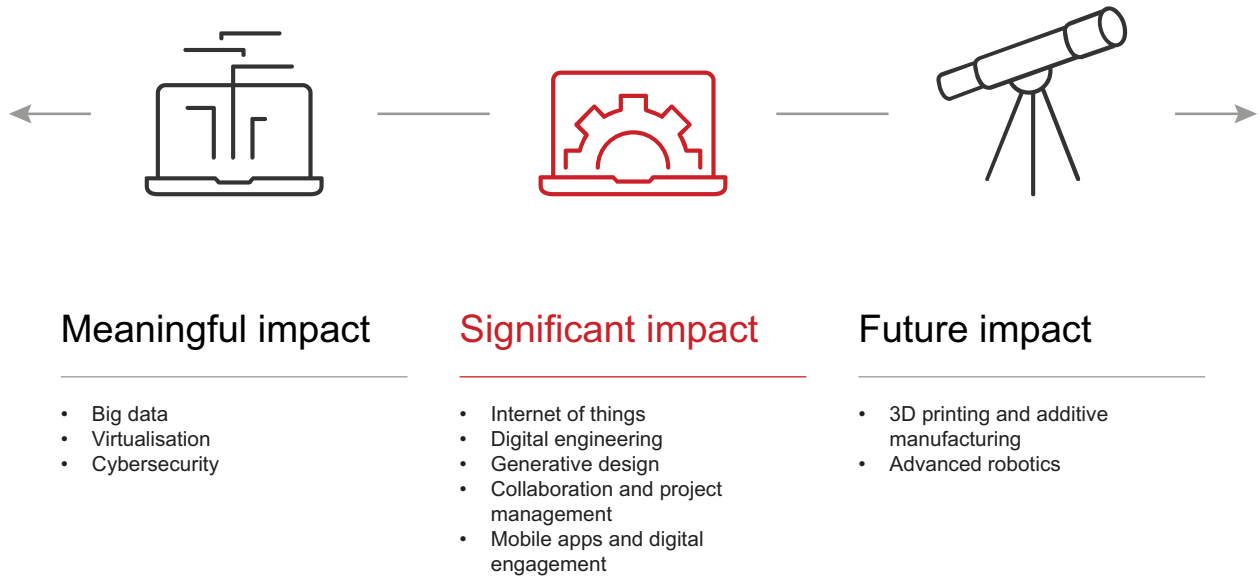 Meaningful impact
• Big data
• Virtualisation
• Cybersecurity
Significant impact
• Internet of things
• Digital engineering
• Generative design
• Collaboration and project
management
• Mobile apps and digital
engagement
Future impact
• 3D printing and additive
manufacturing
• Advanced robotics